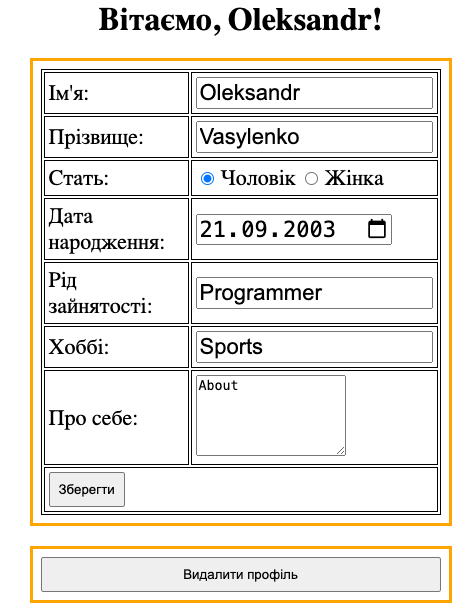 Вітаємо, Oleksandr!
Ім'я: Oleksandr
Прізвище: Vasylenko
Стать: Чоловік Жінка
Дата
народження: 21.09.2003
Рід
зайнятості: Programmer
Хоббі: Sports
Про себе: About
Зберегти
Видалити профіль